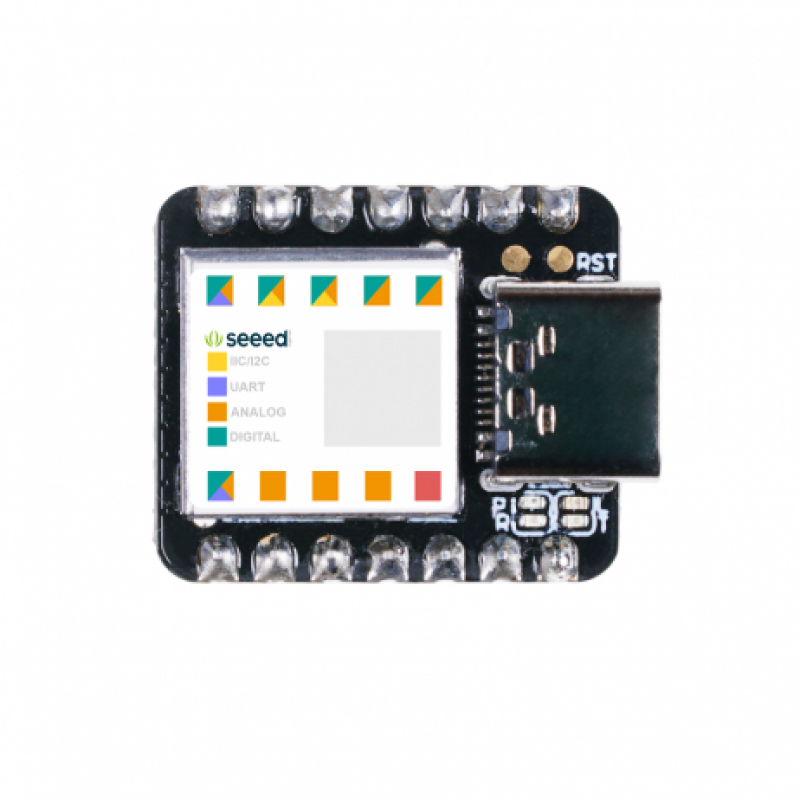 RST
seeed
IIC/I2C
UART
ANALOG
DIGITAL
P
L
R
T